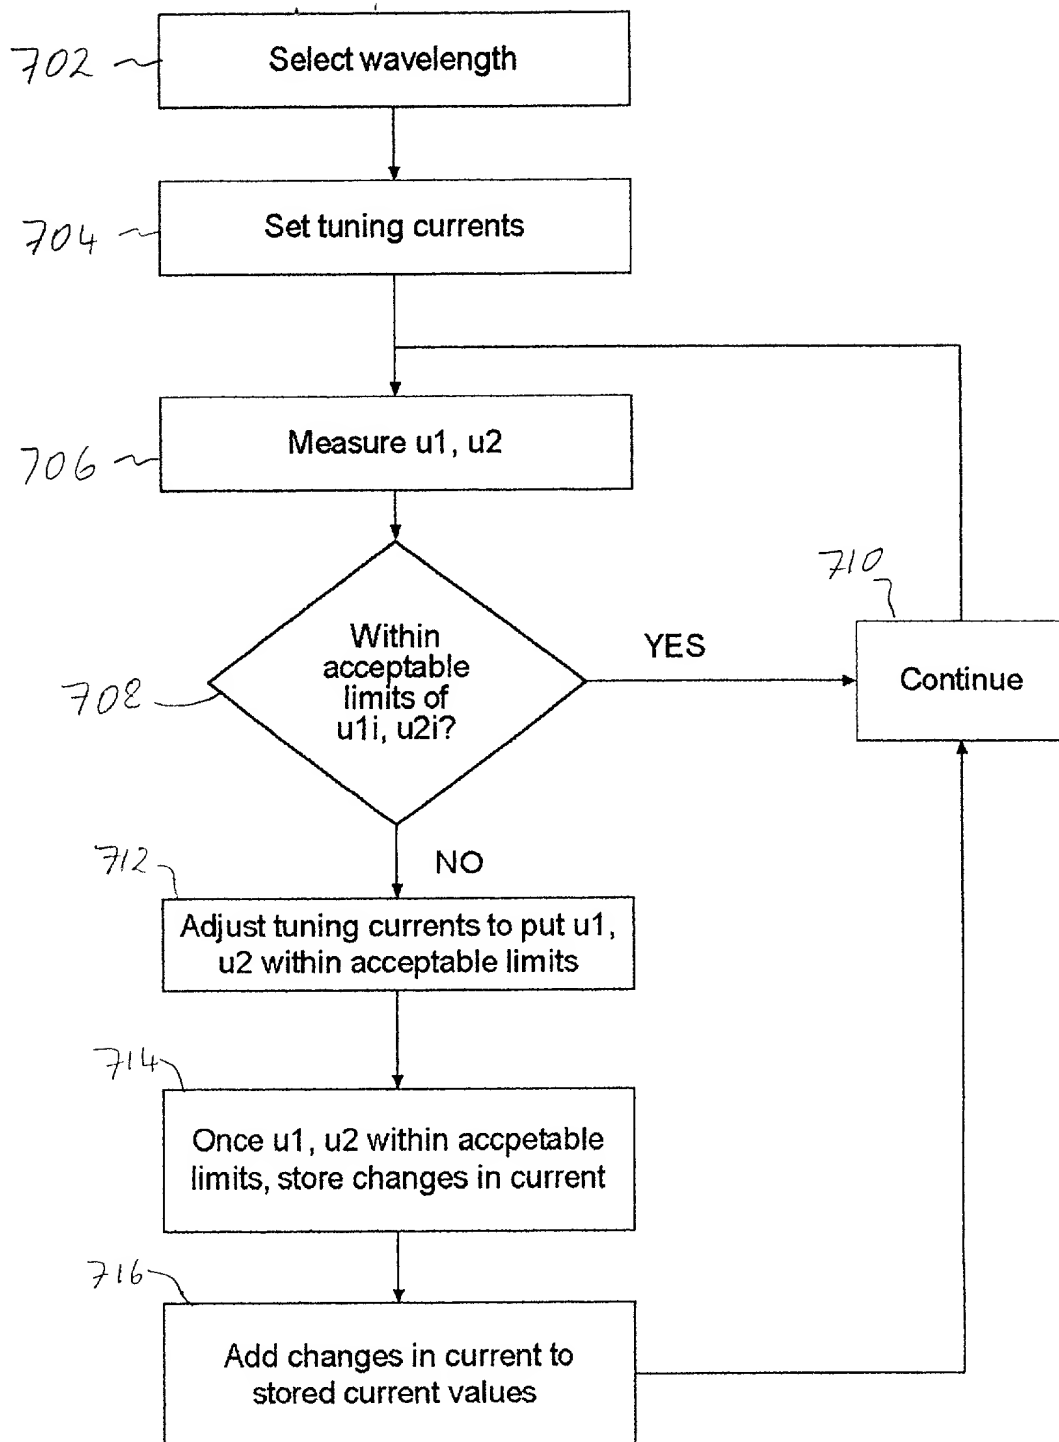 702
Select wavelength
704
Set tuning currents
706
Measure u1, u2
708
Within
acceptable
limits of
u1i, u2i?
YES
710
Continue
NO
712
Adjust tuning currents to put u1,
u2 within acceptable limits
714
Once u1, u2 within accpetable
limits, store changes in current
716
Add changes in current to
stored current values